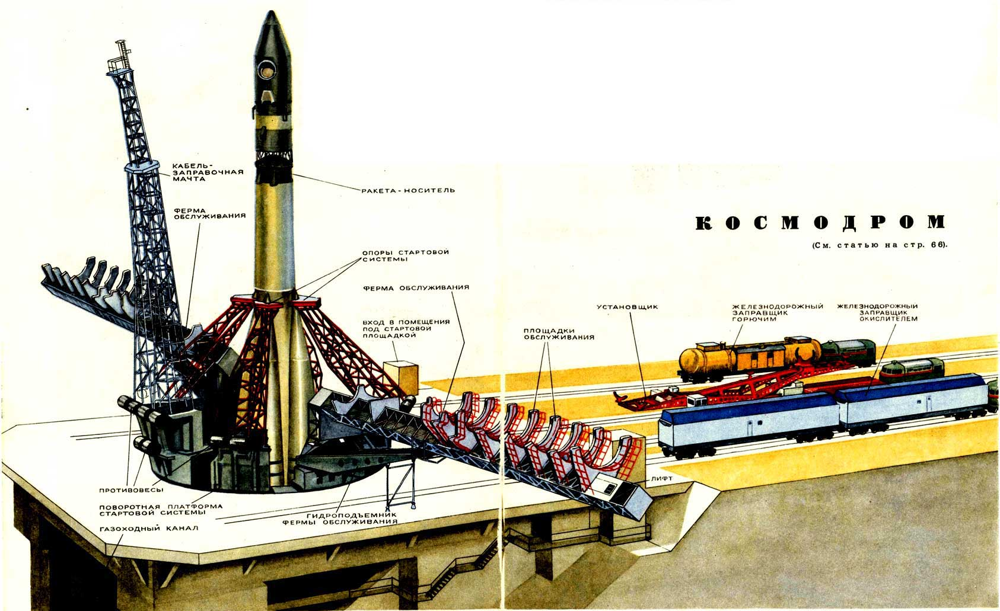 КАБЕЛЬ-
ЗАПРАВОЧНАЯ
МАЧТА
РАКЕТА-НОСИТЕЛЬ
ФЕРМА
ОБСЛУЖИВАНИЯ
КОСМОДРОМ
(См. статью на стр. 66).
ОПОРЫ СТАРТОВОЙ
СИСТЕМЫ
ФЕРМА ОБСЛУЖИВАНИЯ
УСТАНОВЩИК
ЖЕЛЕЗНОДОРОЖНЫЙ
ЗАПРАВЩИК
ГОРЮЧИМ
ЖЕЛЕЗНОДОРОЖНЫЙ
ЗАПРАВЩИК
ОКИСЛИТЕЛЕМ
ВХОД В ПОМЕЩЕНИЯ
ПОД СТАРТОВОЙ
ПЛОЩАДКОЙ
ПЛОЩАДКИ
ОБСЛУЖИВАНИЯ
ЛИФТ
ПРОТИВОВЕСЫ
ПОВОРОТНАЯ ПЛАТФОРМА
СТАРТОВОЙ СИСТЕМЫ
ГИДРОПОДЪЕМНИК
ФЕРМЫ ОБСЛУЖИВАНИЯ
ГАЗОХОДНЫЙ КАНАЛ